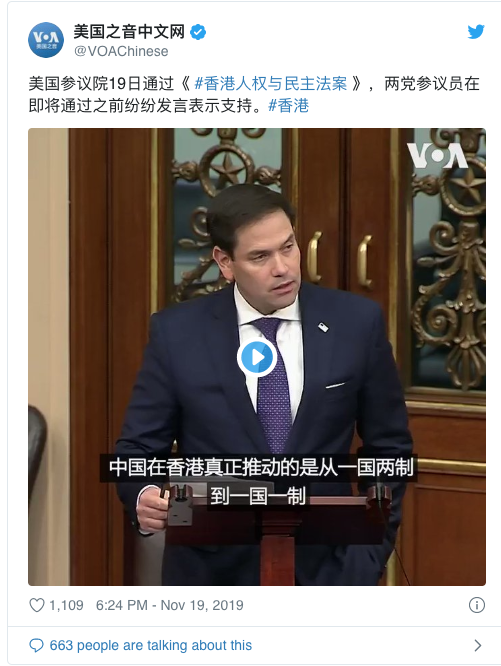 美国之音中文网
@VOAChinese
美国参议院19日通过《 #香港人权与民主法案 》，两党参议员在
即将通过之前纷纷发言表示支持。#香港
VOA
中国在香港真正推动的是从一国两制
到一国一制
1,109 6:24 PM - Nov 19, 2019
663 people are talking about this